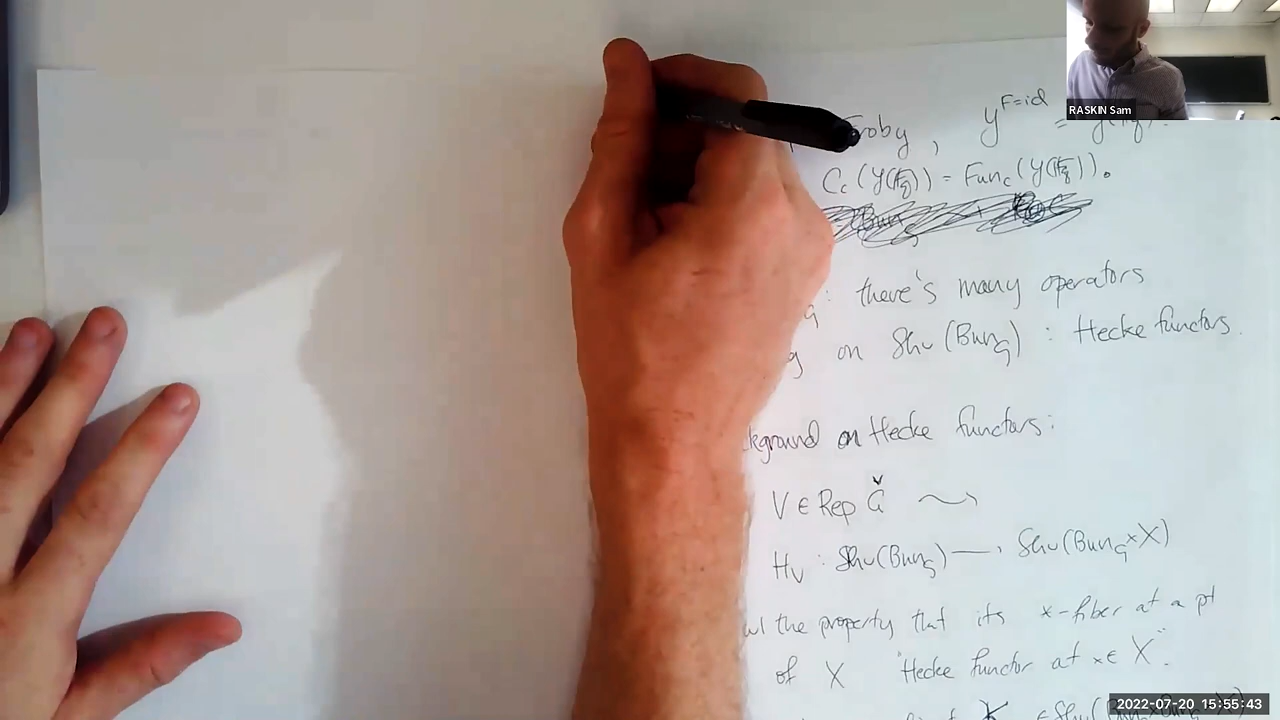 RASKIN Sam
Froby , y^{F=id} =
C_c(Y(F_q)) = Fun_c(Y(F_q)).
G : there's many operators
on Shv(Bun_G) : Hecke functors.
kground on Hecke functors:
V ∈ Rep Ǧ ⇝
H_V : Shv(Bun_G) → Shv(Bun_G × X)
w/ the property that its *-fiber at a pt
of X "Hecke functor at x ∈ X".
2022-07-20 15:55:43